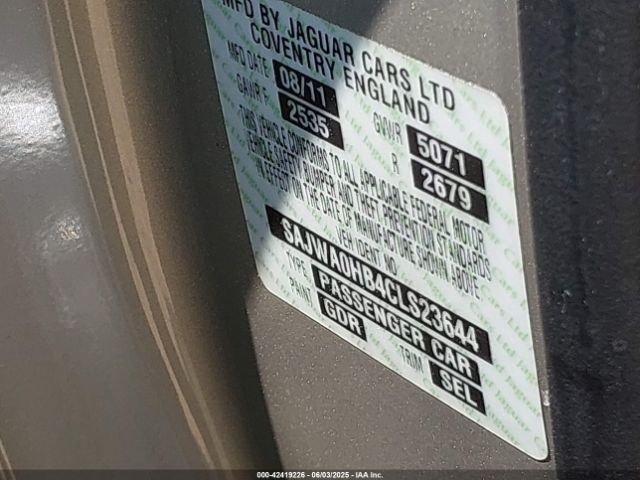 MFD BY JAGUAR CARS LTD
COVENTRY ENGLAND
MFD DATE 08/11 GVWR 5071
GAWR F 2535 R 2679
THIS VEHICLE CONFORMS TO ALL APPLICABLE FEDERAL MOTOR
VEHICLE SAFETY BUMPER AND THEFT PREVENTION STANDARDS
IN EFFECT ON THE DATE OF MANUFACTURE SHOWN ABOVE
SAJWA0HB4CLS23644
VEH IDENT NO.
TYPE PASSENGER CAR
PAINT GDR TRIM SEL
000-42419226 | 06/03/2025 | IAA Inc.